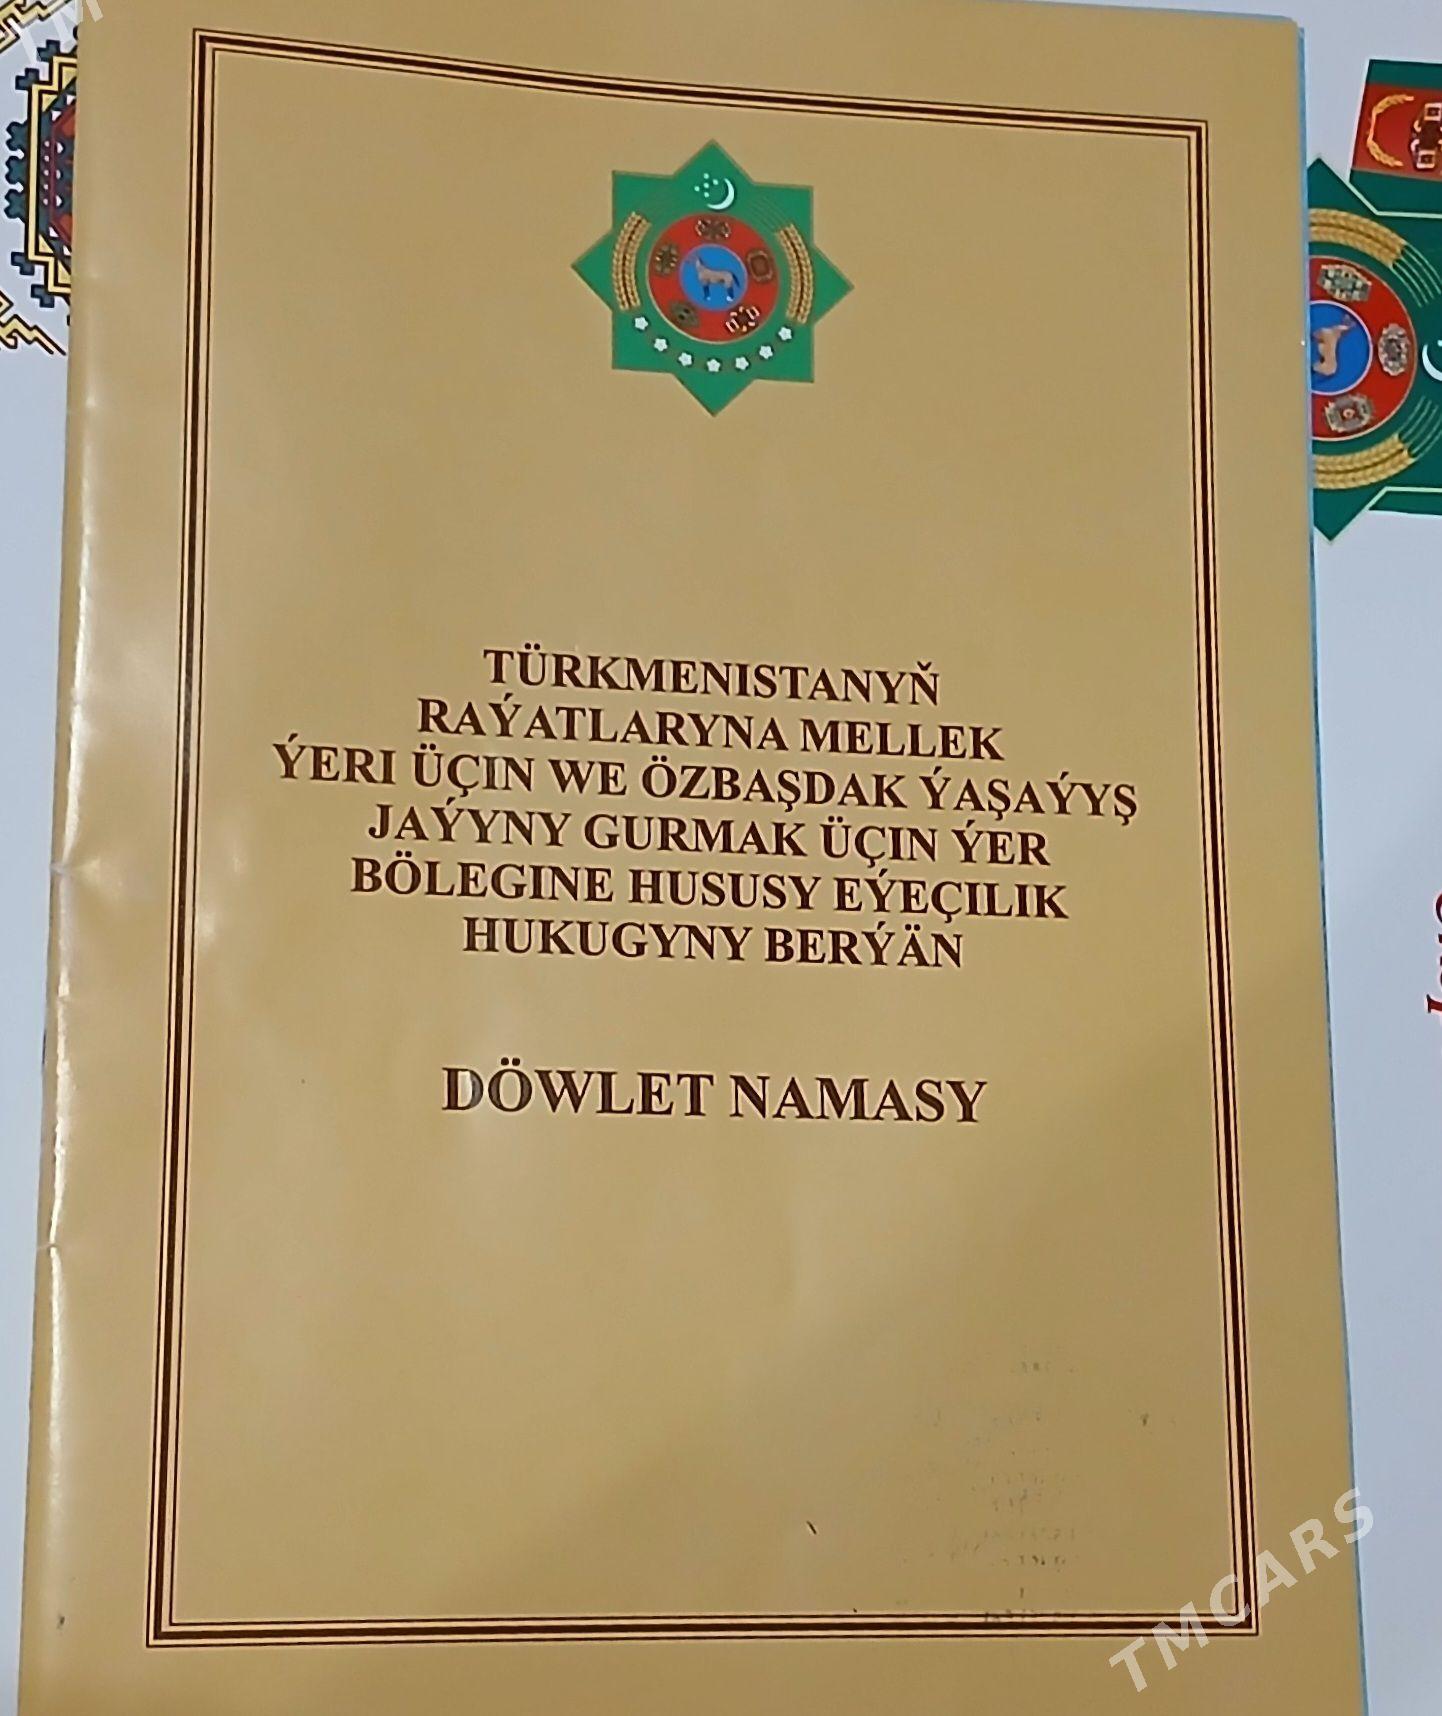 TÜRKMENISTANYŇ
RAÝATLARYNA MELLEK
ÝERI ÜÇIN WE ÖZBAŞDAK ÝAŞAÝYŞ
JAÝYNY GURMAK ÜÇIN ÝER
BÖLEGINE HUSUSY EÝEÇILIK
HUKUGYNY BERÝÄN
DÖWLET NAMASY
TMCARS